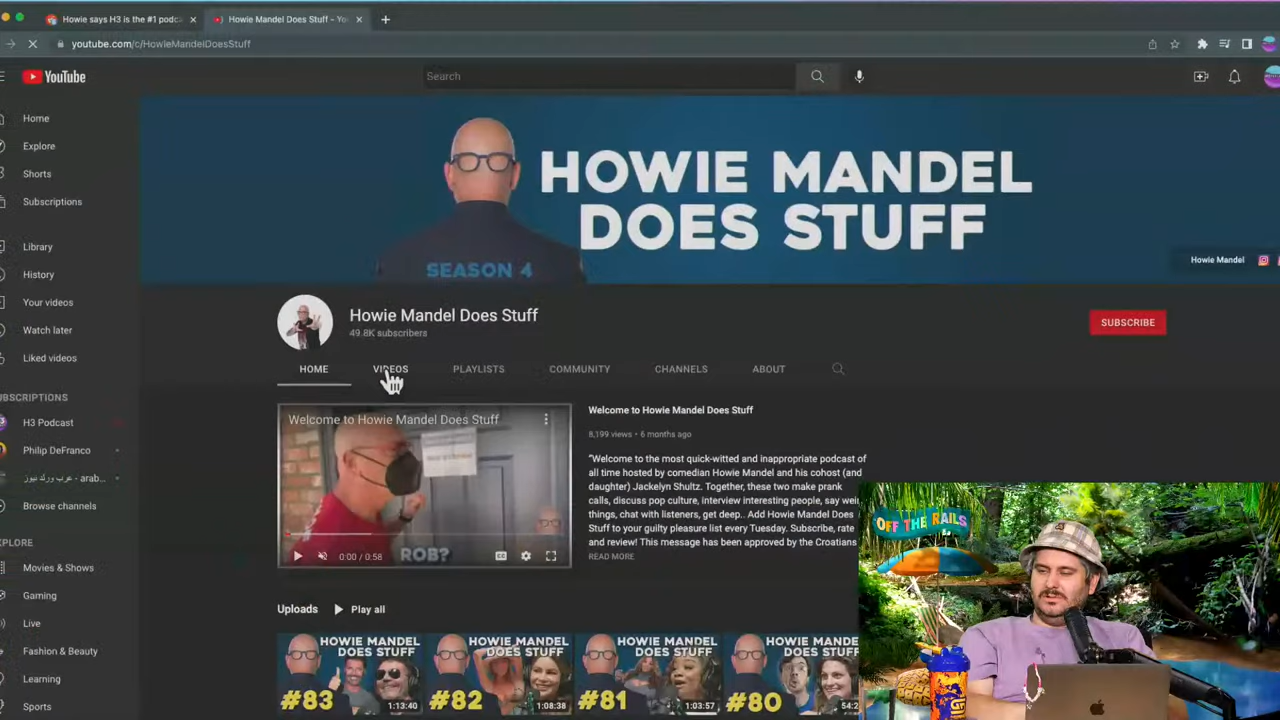 Howie says H3 is the #1 podca
Howie Mandel Does Stuff - Yo
youtube.com/c/HowieMandelDoesStuff
YouTube
Search
Home
Explore
Shorts
Subscriptions
Library
History
Your videos
Watch later
Liked videos
SUBSCRIPTIONS
H3 Podcast
Philip DeFranco
عرب ورك نيوز - arab...
Browse channels
EXPLORE
Movies & Shows
Gaming
Live
Fashion & Beauty
Learning
Sports
HOWIE MANDEL
DOES STUFF
SEASON 4
Howie Mandel
Howie Mandel Does Stuff
49.8K subscribers
SUBSCRIBE
HOME VIDEOS PLAYLISTS COMMUNITY CHANNELS ABOUT
Welcome to Howie Mandel Does Stuff
ROB?
0:00 / 0:58
Welcome to Howie Mandel Does Stuff
8,199 views • 6 months ago
“Welcome to the most quick-witted and inappropriate podcast of
all time hosted by comedian Howie Mandel and his cohost (and
daughter) Jackelyn Shultz. Together, these two make prank
calls, discuss pop culture, interview interesting people, say weir
things, chat with listeners, get deep.. Add Howie Mandel Does
Stuff to your guilty pleasure list every Tuesday. Subscribe, rate
and review! This message has been approved by the Croatians
READ MORE
Uploads Play all
HOWIE MANDEL
DOES STUFF
#83
1:13:40
HOWIE MANDEL
DOES STUFF
#82
1:08:38
HOWIE MANDEL
DOES STUFF
#81
1:03:57
HOWIE MAN
DOES STU
#80
54:2
OFF THE RAILS